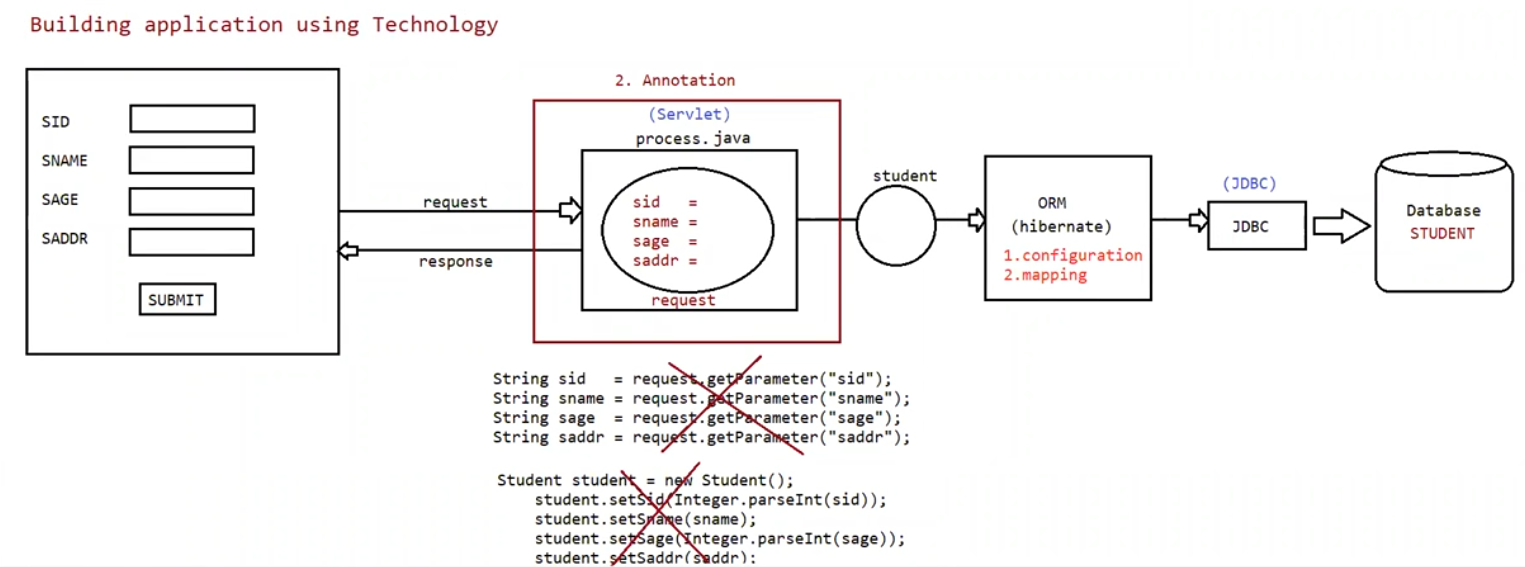 Building application using Technology
SID
SNAME
SAGE
SADDR
SUBMIT
request
response
2. Annotation
(Servlet)
process.java
sid =
sname =
sage =
saddr =
request
student
ORM
(hibernate)
1.configuration
2.mapping
(JDBC)
JDBC
Database
STUDENT
String sid = request.getParameter("sid");
String sname = request.getParameter("sname");
String sage = request.getParameter("sage");
String saddr = request.getParameter("saddr");
Student student = new Student();
student.setSid(Integer.parseInt(sid));
student.setSname(sname);
student.setSage(Integer.parseInt(sage));
student.setSaddr(saddr);